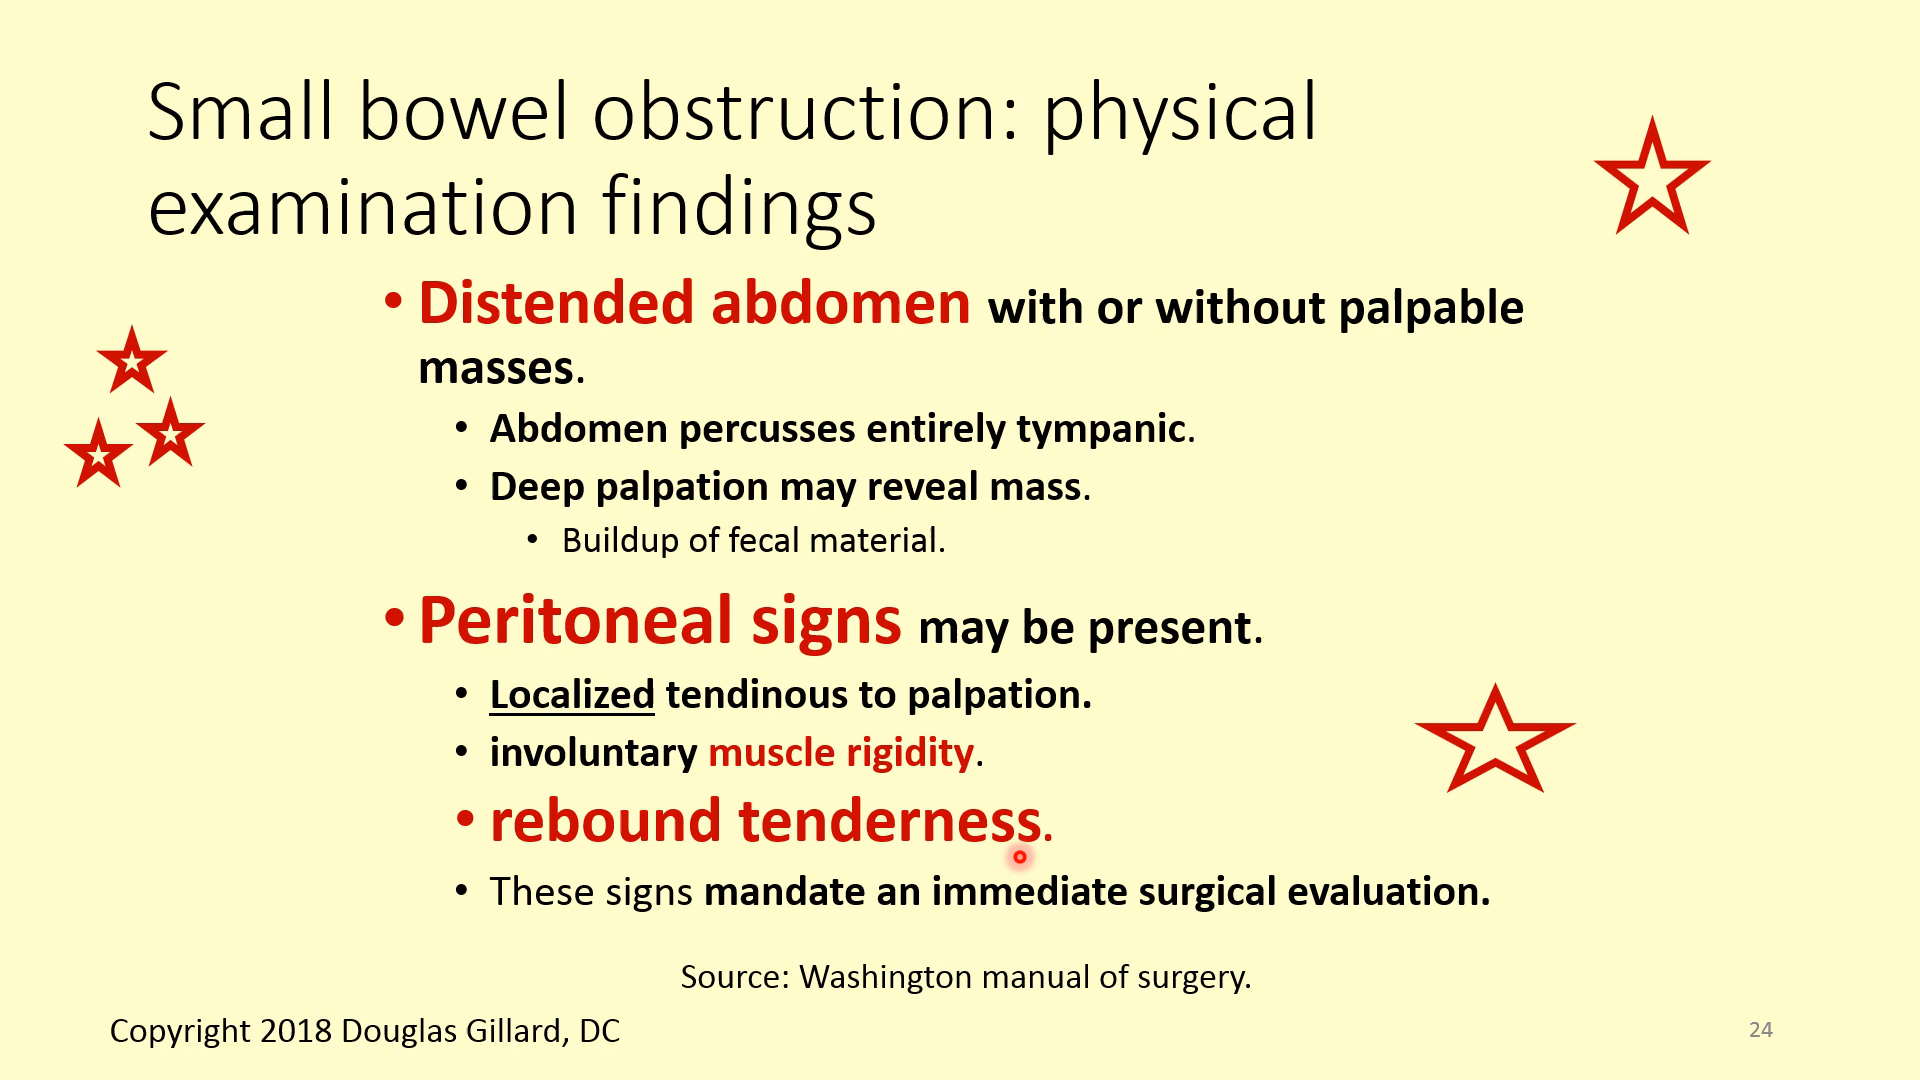 Small bowel obstruction: physical
examination findings
• Distended abdomen with or without palpable
masses.
• Abdomen percusses entirely tympanic.
• Deep palpation may reveal mass.
• Buildup of fecal material.
• Peritoneal signs may be present.
• Localized tendinous to palpation.
• involuntary muscle rigidity.
• rebound tenderness.
• These signs mandate an immediate surgical evaluation.
Source: Washington manual of surgery.
Copyright 2018 Douglas Gillard, DC
24